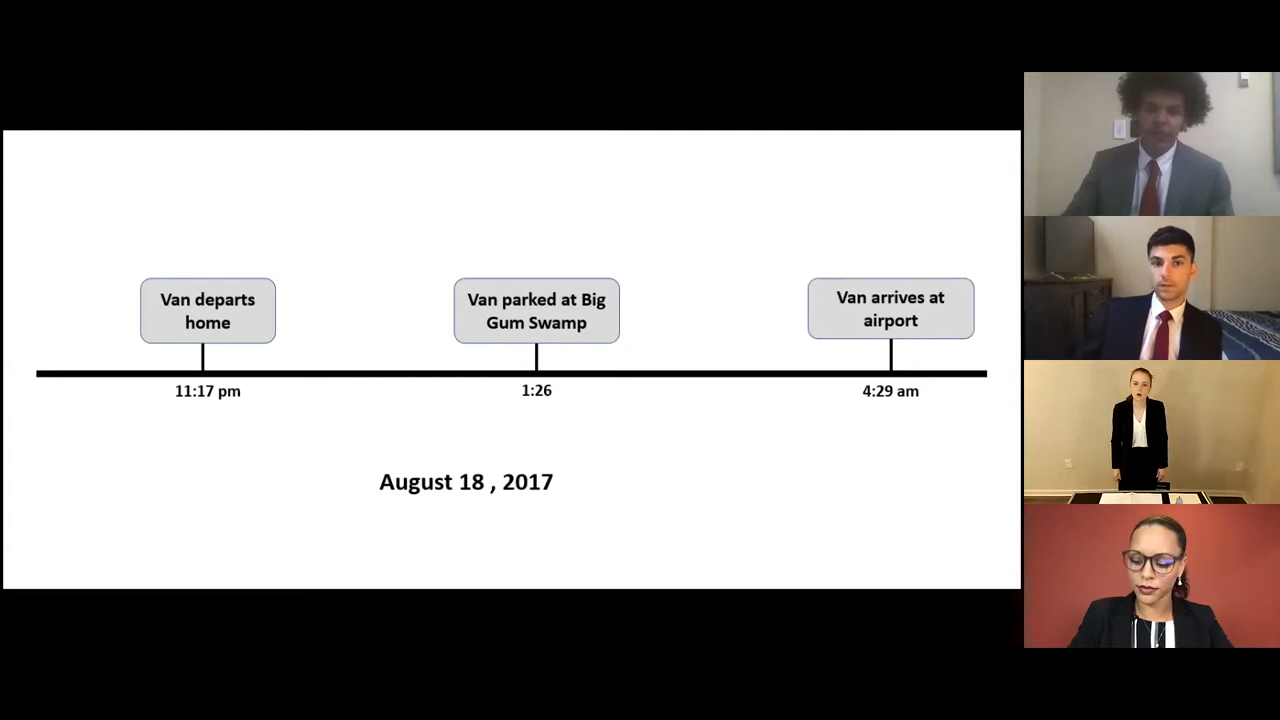 Van departs
home
Van parked at Big
Gum Swamp
Van arrives at
airport
11:17 pm
1:26
4:29 am
August 18 , 2017